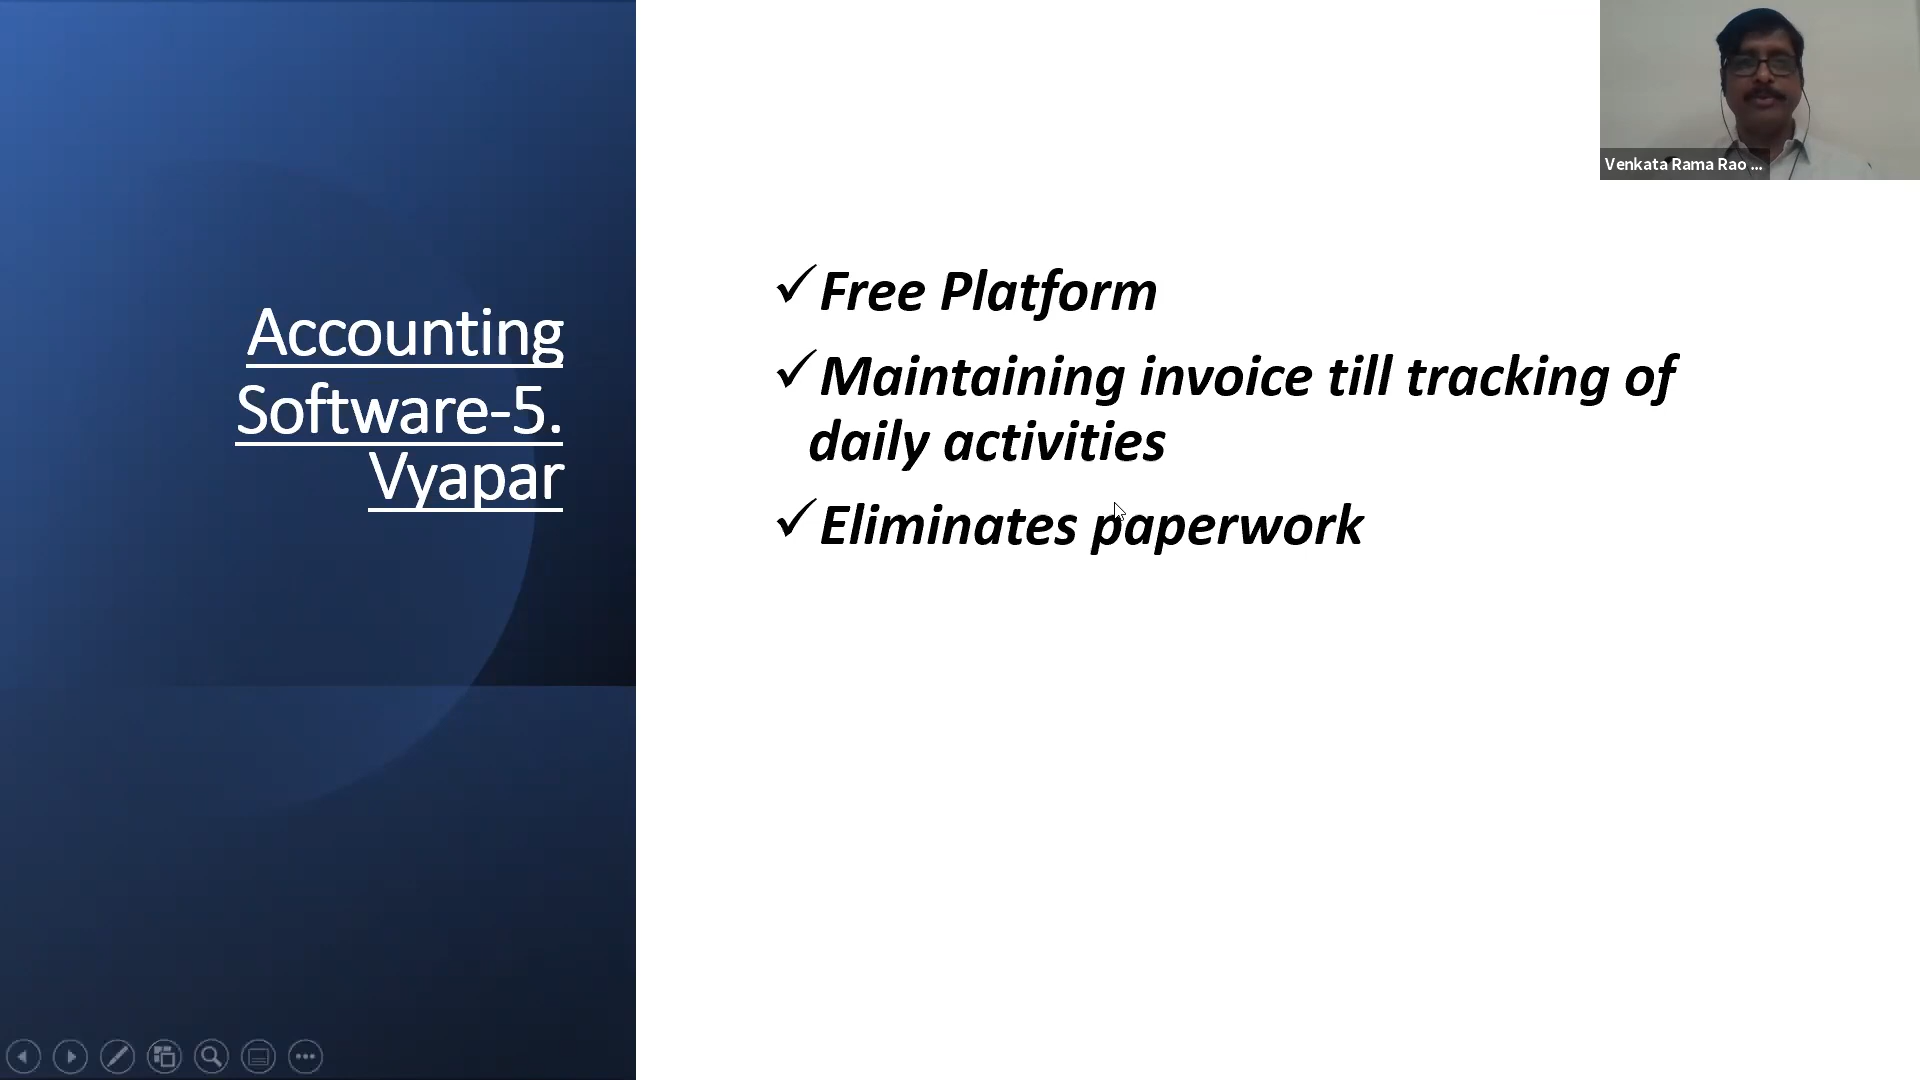 Accounting
Software-5.
Vyapar
✓Free Platform
✓Maintaining invoice till tracking of
daily activities
✓Eliminates paperwork
Venkata Rama Rao ...